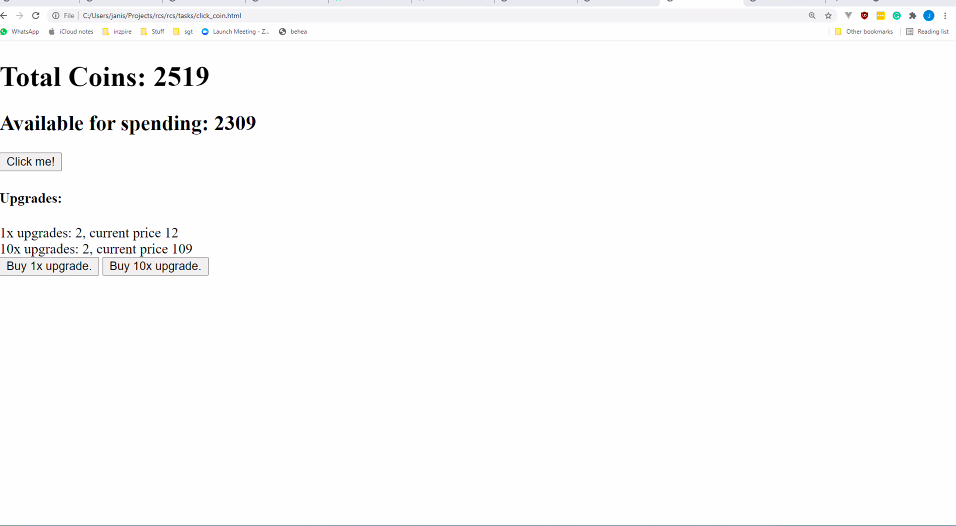 File C:/Users/janis/Projects/rcs/rcs/tasks/click_coin.html
WhatsApp iCloud notes inzpire Stuff sgt Launch Meeting - Z... behea Other bookmarks Reading list
Total Coins: 2519
Available for spending: 2309
Click me!
Upgrades:
1x upgrades: 2, current price 12
10x upgrades: 2, current price 109
Buy 1x upgrade. Buy 10x upgrade.